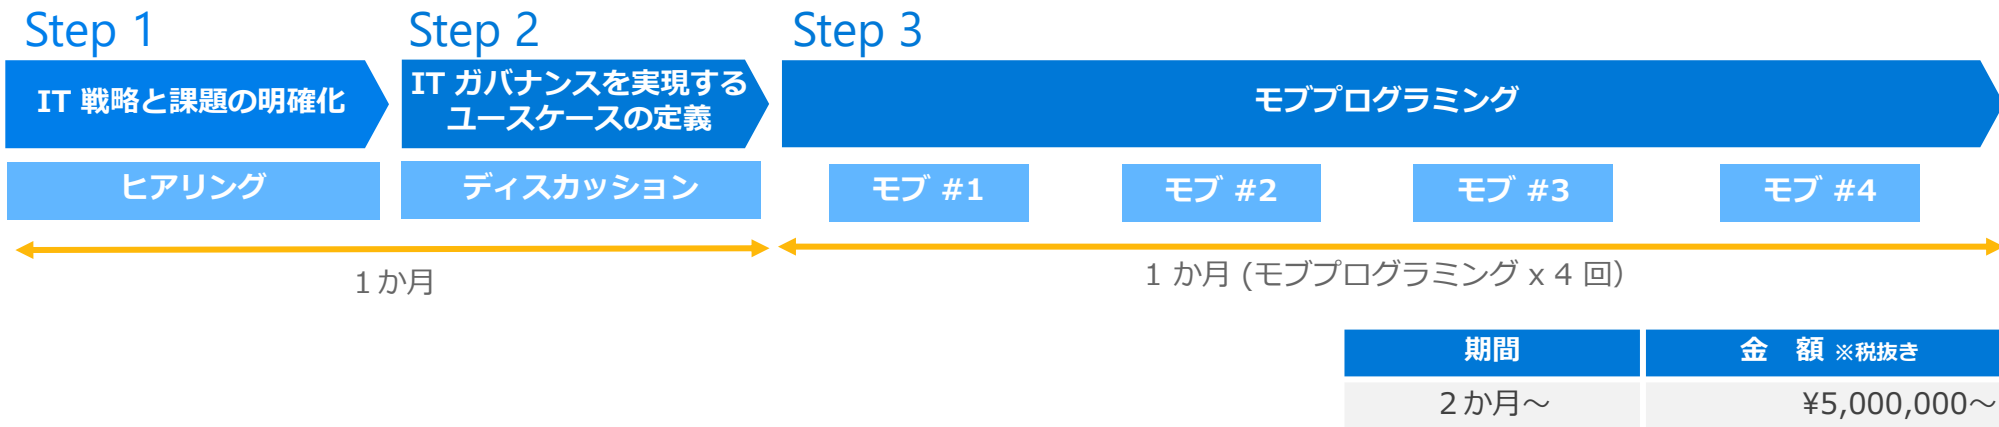 Step 1
Step 2
Step 3
IT 戦略と課題の明確化
IT ガバナンスを実現する
ユースケースの定義
モブプログラミング
ヒアリング
ディスカッション
モブ #1
モブ #2
モブ #3
モブ #4
1か月
1 か月 (モブプログラミング x 4 回)
期間
金　額 ※税抜き
2か月～
¥5,000,000～